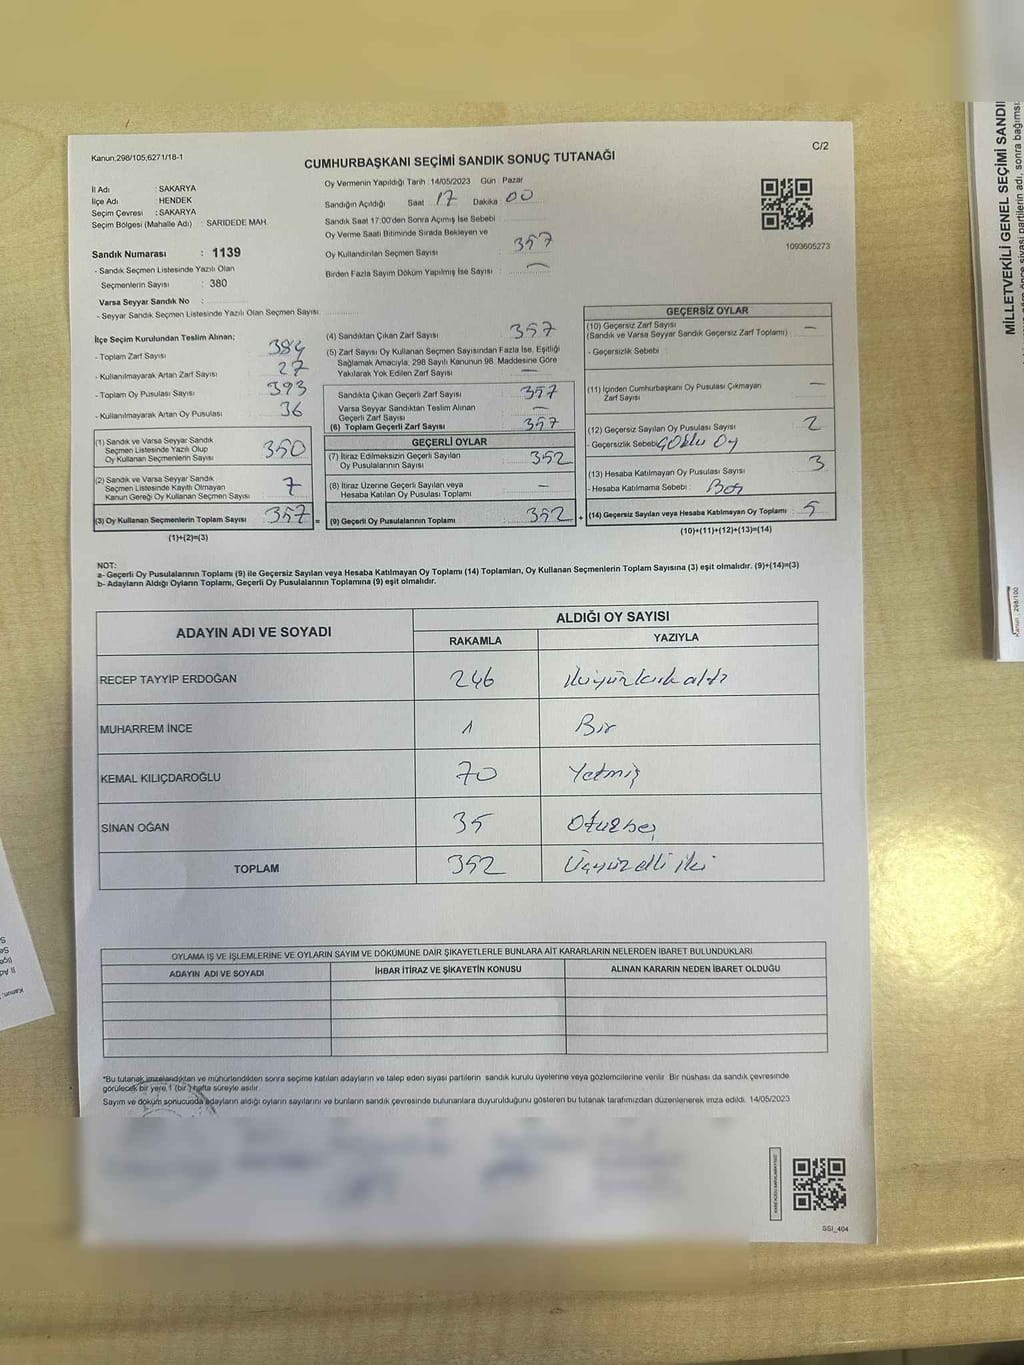 Kanun;298/105,6271/18-1
C/2
CUMHURBAŞKANI SEÇİMİ SANDIK SONUÇ TUTANAĞI
İl Adı : SAKARYA
İlçe Adı : HENDEK
Seçim Çevresi : SAKARYA
Seçim Bölgesi (Mahalle Adı) : SARIDEDE MAH.
Oy Vermenin Yapıldığı Tarih :14/05/2023 Gün : Pazar
Sandığın Açıldığı Saat 17 Dakika 00
Sandık Saat 17:00'den Sonra Açımış İse Sebebi :
Oy Verme Saati Bitiminde Sırada Bekleyen ve
Oy Kullandırılan Seçmen Sayısı : 357
Birden Fazla Sayım Döküm Yapılmış İse Sayısı : —
1093605273
Sandık Numarası : 1139
- Sandık Seçmen Listesinde Yazılı Olan
Seçmenlerin Sayısı : 380
Varsa Seyyar Sandık No :
- Seyyar Sandık Seçmen Listesinde Yazılı Olan Seçmen Sayısı :
İlçe Seçim Kurulundan Teslim Alınan;
- Toplam Zarf Sayısı : 384
- Kullanılmayarak Artan Zarf Sayısı : 27
- Toplam Oy Pusulası Sayısı : 393
- Kullanılmayarak Artan Oy Pusulası : 36
(1) Sandık ve Varsa Seyyar Sandık
Seçmen Listesinde Yazılı Olup
Oy Kullanan Seçmenlerin Sayısı : 350
(2) Sandık ve Varsa Seyyar Sandık
Seçmen Listesinde Kayıtlı Olmayan
Kanun Gereği Oy Kullanan Seçmen Sayısı : 7
(3) Oy Kullanan Seçmenlerin Toplam Sayısı : 357 =
(1)+(2)=(3)
(4) Sandıktan Çıkan Zarf Sayısı : 357
(5) Zarf Sayısı Oy Kullanan Seçmen Sayısından Fazla İse, Eşitliği
Sağlamak Amacıyla; 298 Sayılı Kanunun 98. Maddesine Göre
Yakılarak Yok Edilen Zarf Sayısı : —
Sandıkta Çıkan Geçerli Zarf Sayısı : 357
Varsa Seyyar Sandıktan Teslim Alınan
Geçerli Zarf Sayısı : —
(6) Toplam Geçerli Zarf Sayısı : 357
GEÇERLİ OYLAR
(7) İtiraz Edilmeksizin Geçerli Sayılan
Oy Pusulalarının Sayısı : 352
(8) İtiraz Üzerine Geçerli Sayılan veya
Hesaba Katılan Oy Pusulası Toplamı : —
(9) Geçerli Oy Pusulalarının Toplamı : 352 +
GEÇERSİZ OYLAR
(10) Geçersiz Zarf Sayısı : —
(Sandık ve Varsa Seyyar Sandık Geçersiz Zarf Toplamı)
- Geçersizlik Sebebi :
(11) İçinden Cumhurbaşkanı Oy Pusulası Çıkmayan
Zarf Sayısı : —
(12) Geçersiz Sayılan Oy Pusulası Sayısı : 2
- Geçersizlik Sebebi Çoklu Oy
(13) Hesaba Katılmayan Oy Pusulası Sayısı : 3
- Hesaba Katılmama Sebebi : Boş
(14) Geçersiz Sayılan veya Hesaba Katılmayan Oy Toplamı : 5
(10)+(11)+(12)+(13)=(14)
NOT:
a- Geçerli Oy Pusulalarının Toplamı (9) ile Geçersiz Sayılan veya Hesaba Katılmayan Oy Toplamı (14) Toplamları, Oy Kullanan Seçmenlerin Toplam Sayısına (3) eşit olmalıdır. (9)+(14)=(3)
b- Adayların Aldığı Oyların Toplamı, Geçerli Oy Pusulalarının Toplamına (9) eşit olmalıdır.
ADAYIN ADI VE SOYADI
ALDIĞI OY SAYISI
RAKAMLA YAZIYLA
RECEP TAYYİP ERDOĞAN 246 ikiyüzkırkaltı
MUHARREM İNCE 1 Bir
KEMAL KILIÇDAROĞLU 70 Yetmiş
SİNAN OĞAN 35 Otuzbeş
TOPLAM 352 Üçyüzelli iki
OYLAMA İŞ VE İŞLEMLERİNE VE OYLARIN SAYIM VE DÖKÜMÜNE DAİR ŞİKAYETLERLE BUNLARA AİT KARARLARIN NELERDEN İBARET BULUNDUKLARI
ADAYIN ADI VE SOYADI İHBAR İTİRAZ VE ŞİKAYETİN KONUSU ALINAN KARARIN NEDEN İBARET OLDUĞU
*Bu tutanak imzalandıktan ve mühürlendikten sonra seçime katılan adayların ve talep eden siyasi partilerin sandık kurulu üyelerine veya gözlemcilerine verilir. Bir nüshası da sandık çevresinde
görülecek bir yere 1 (bir) hafta süreyle asılır.
Sayım ve döküm sonucunda adayların aldığı oyların sayılarını ve bunların sandık çevresinde bulunanlara duyurulduğunu gösteren bu tutanak tarafımızdan düzenlenerek imza edildi. 14/05/2023
SSI_404
MİLLETVEKİLİ GENEL SEÇİMİ SANDI
Kanun : 298/100